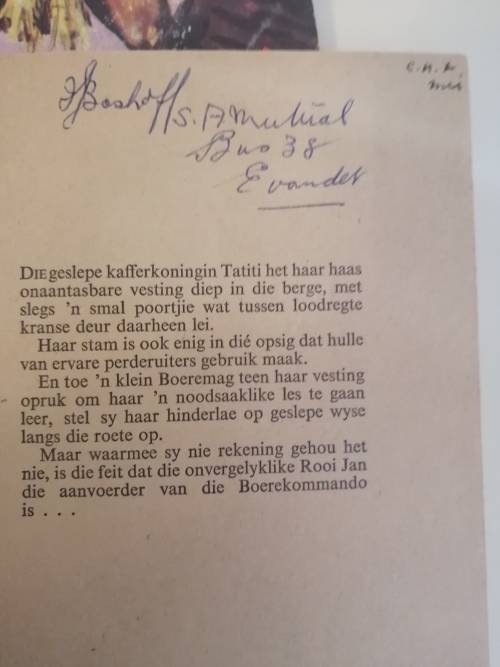 Boshoff S. A Mutual
Bus 38
Evander
DIE geslepe kafferkoningin Tatiti het haar haas
onaantasbare vesting diep in die berge, met
slegs 'n smal poortjie wat tussen loodregte
kranse deur daarheen lei.
Haar stam is ook enig in dié opsig dat hulle
van ervare perderuiters gebruik maak.
En toe 'n klein Boeremag teen haar vesting
opruk om haar 'n noodsaaklike les te gaan
leer, stel sy haar hinderlae op geslepe wyse
langs die roete op.
Maar waarmee sy nie rekening gehou het
nie, is die feit dat die onvergelyklike Rooi Jan
die aanvoerder van die Boerekommando
is . . .